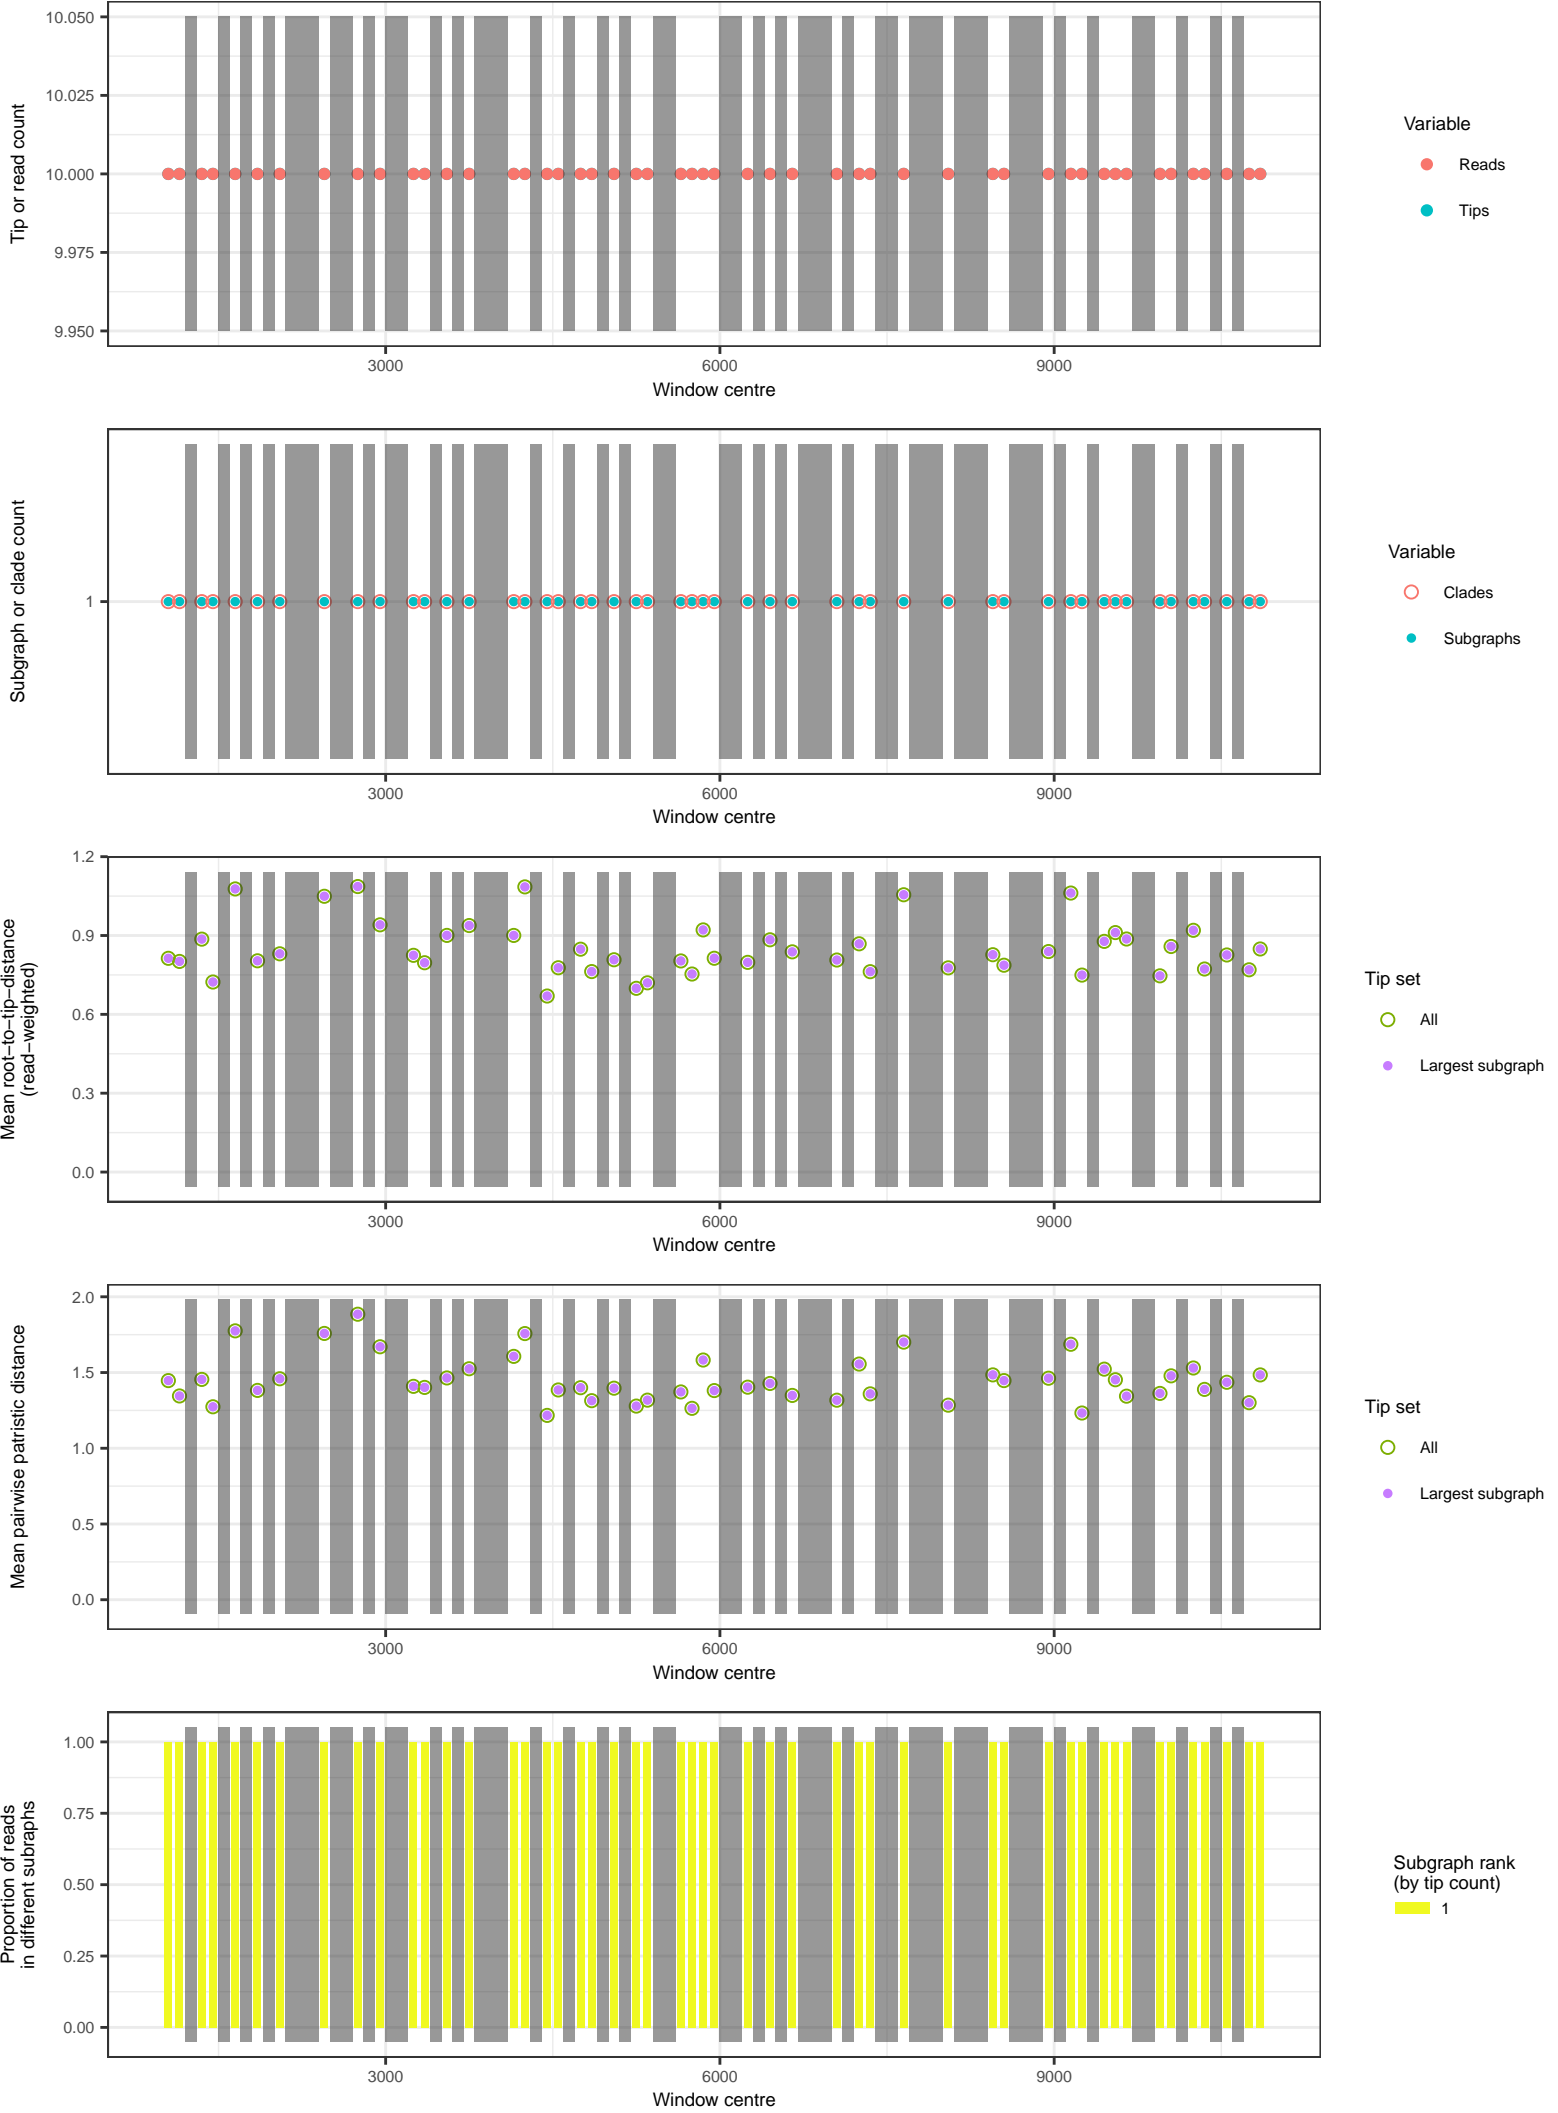 10.050
10.025
10.000
9.975
9.950
Tip or read count
3000
6000
9000
Window centre
Variable
Reads
Tips
1
Subgraph or clade count
3000
6000
9000
Window centre
Variable
Clades
Subgraphs
1.2
0.9
0.6
0.3
0.0
Mean root−to−tip−distance
(read−weighted)
3000
6000
9000
Window centre
Tip set
All
Largest subgraph
2.0
1.5
1.0
0.5
0.0
Mean pairwise patristic distance
3000
6000
9000
Window centre
Tip set
All
Largest subgraph
1.00
0.75
0.50
0.25
0.00
Proportion of reads
in different subraphs
3000
6000
9000
Window centre
Subgraph rank
(by tip count)
1